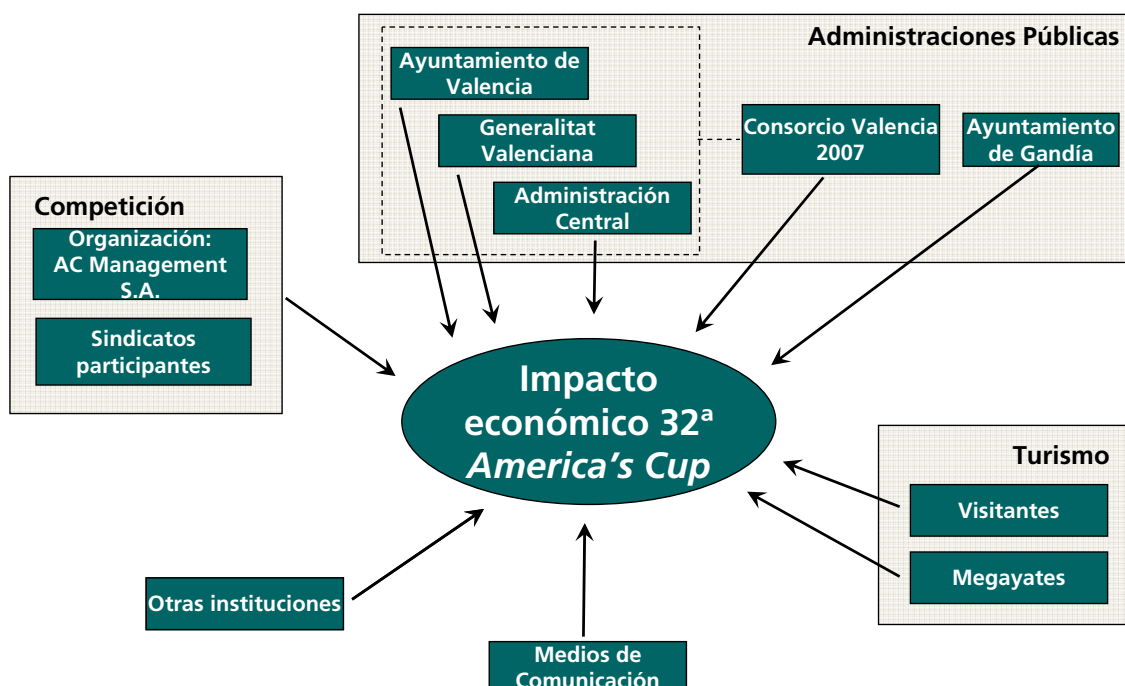 Administraciones Públicas
Ayuntamiento de
Valencia
Generalitat
Valenciana
Administración
Central
Consorcio Valencia
2007
Ayuntamiento
de Gandía
Competición
Organización:
AC Management
S.A.
Sindicatos
participantes
Impacto
económico 32ª
America's Cup
Turismo
Visitantes
Megayates
Otras instituciones
Medios de
Comunicación